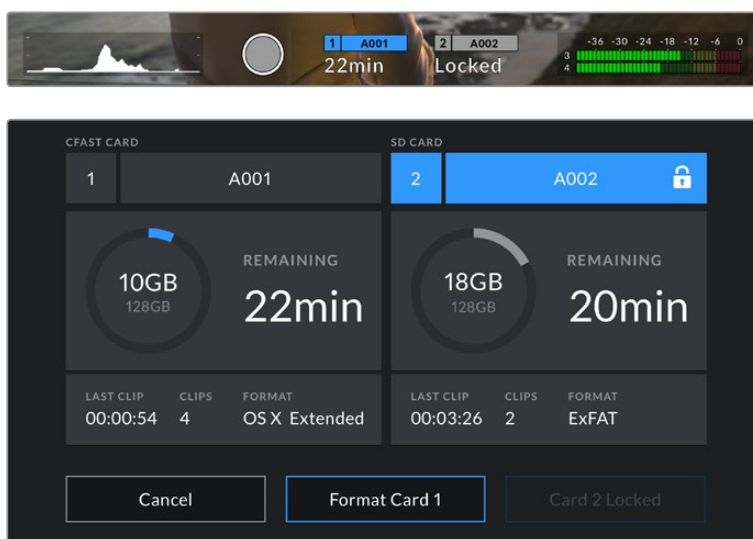 1 A001 2 A002 -36 -30 -24 -18 -12 -6 0
22min Locked 3
4
CFAST CARD SD CARD
1 A001 2 A002
10GB REMAINING 18GB REMAINING
128GB 22min 128GB 20min
LAST CLIP CLIPS FORMAT LAST CLIP CLIPS FORMAT
00:00:54 4 OS X Extended 00:03:26 2 ExFAT
Cancel Format Card 1 Card 2 Locked